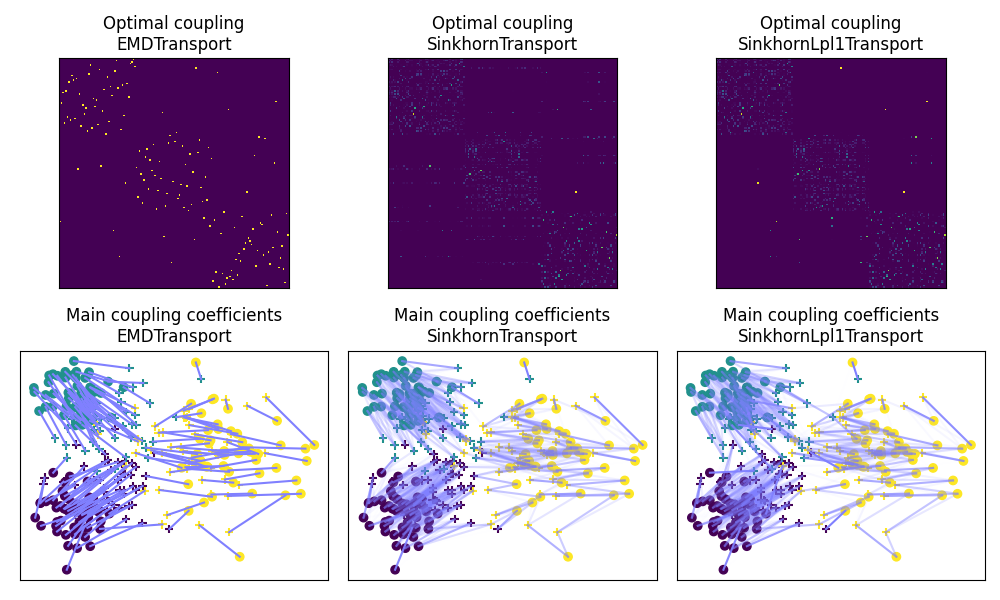 Optimal coupling
EMDTransport
Optimal coupling
SinkhornTransport
Optimal coupling
SinkhornLpl1Transport
Main coupling coefficients
EMDTransport
Main coupling coefficients
SinkhornTransport
Main coupling coefficients
SinkhornLpl1Transport